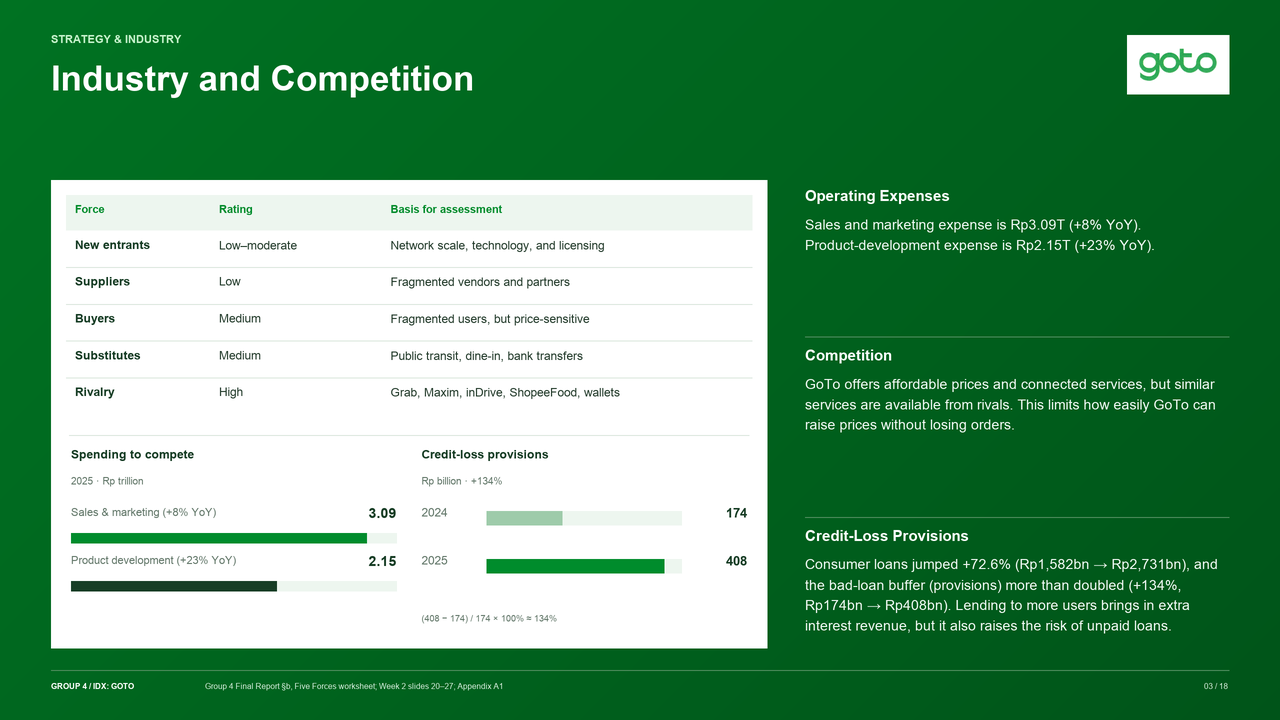 STRATEGY & INDUSTRY
Industry and Competition
goto
Force Rating Basis for assessment
New entrants Low–moderate Network scale, technology, and licensing
Suppliers Low Fragmented vendors and partners
Buyers Medium Fragmented users, but price-sensitive
Substitutes Medium Public transit, dine-in, bank transfers
Rivalry High Grab, Maxim, inDrive, ShopeeFood, wallets
Spending to compete
2025 · Rp trillion
Sales & marketing (+8% YoY) 3.09
Product development (+23% YoY) 2.15
Credit-loss provisions
Rp billion · +134%
2024 174
2025 408
(408 − 174) / 174 × 100% ≈ 134%
Operating Expenses
Sales and marketing expense is Rp3.09T (+8% YoY).
Product-development expense is Rp2.15T (+23% YoY).
Competition
GoTo offers affordable prices and connected services, but similar
services are available from rivals. This limits how easily GoTo can
raise prices without losing orders.
Credit-Loss Provisions
Consumer loans jumped +72.6% (Rp1,582bn → Rp2,731bn), and
the bad-loan buffer (provisions) more than doubled (+134%,
Rp174bn → Rp408bn). Lending to more users brings in extra
interest revenue, but it also raises the risk of unpaid loans.
GROUP 4 / IDX: GOTO
Group 4 Final Report §b, Five Forces worksheet; Week 2 slides 20–27; Appendix A1
03 / 18